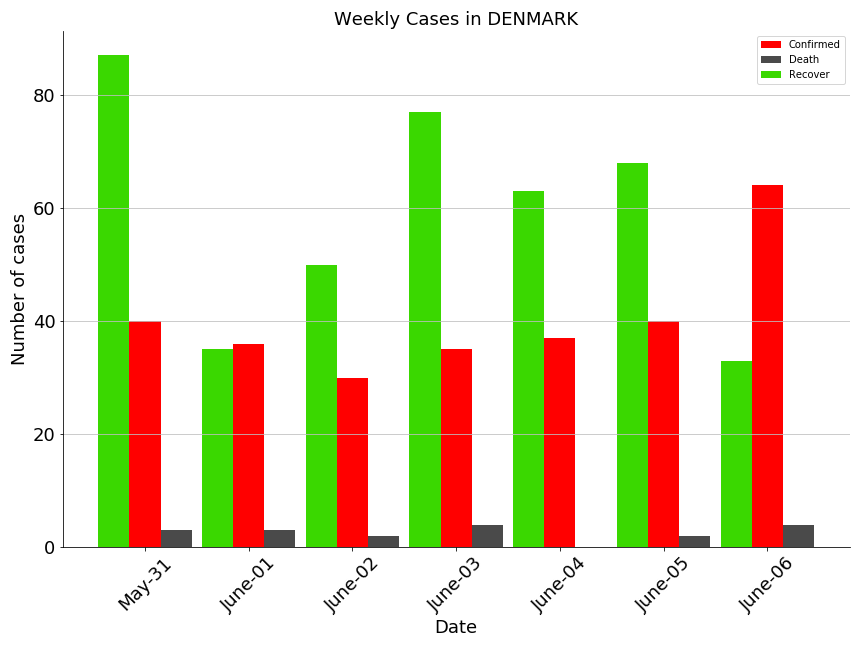 Weekly Cases in DENMARK
Confirmed
Death
Recover
Number of cases
80
60
40
20
0
May-31
June-01
June-02
June-03
June-04
June-05
June-06
Date